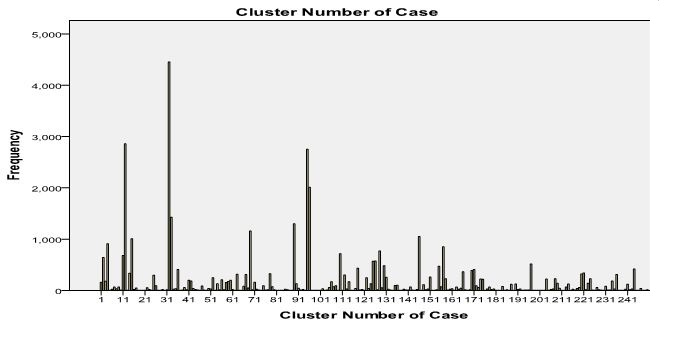 Cluster Number of Case
5,000
4,000
3,000
2,000
1,000
0
Frequency
1 11 21 31 41 51 61 71 81 91 101 111 121 131 141 151 161 171 181 191 201 211 221 231 241
Cluster Number of Case